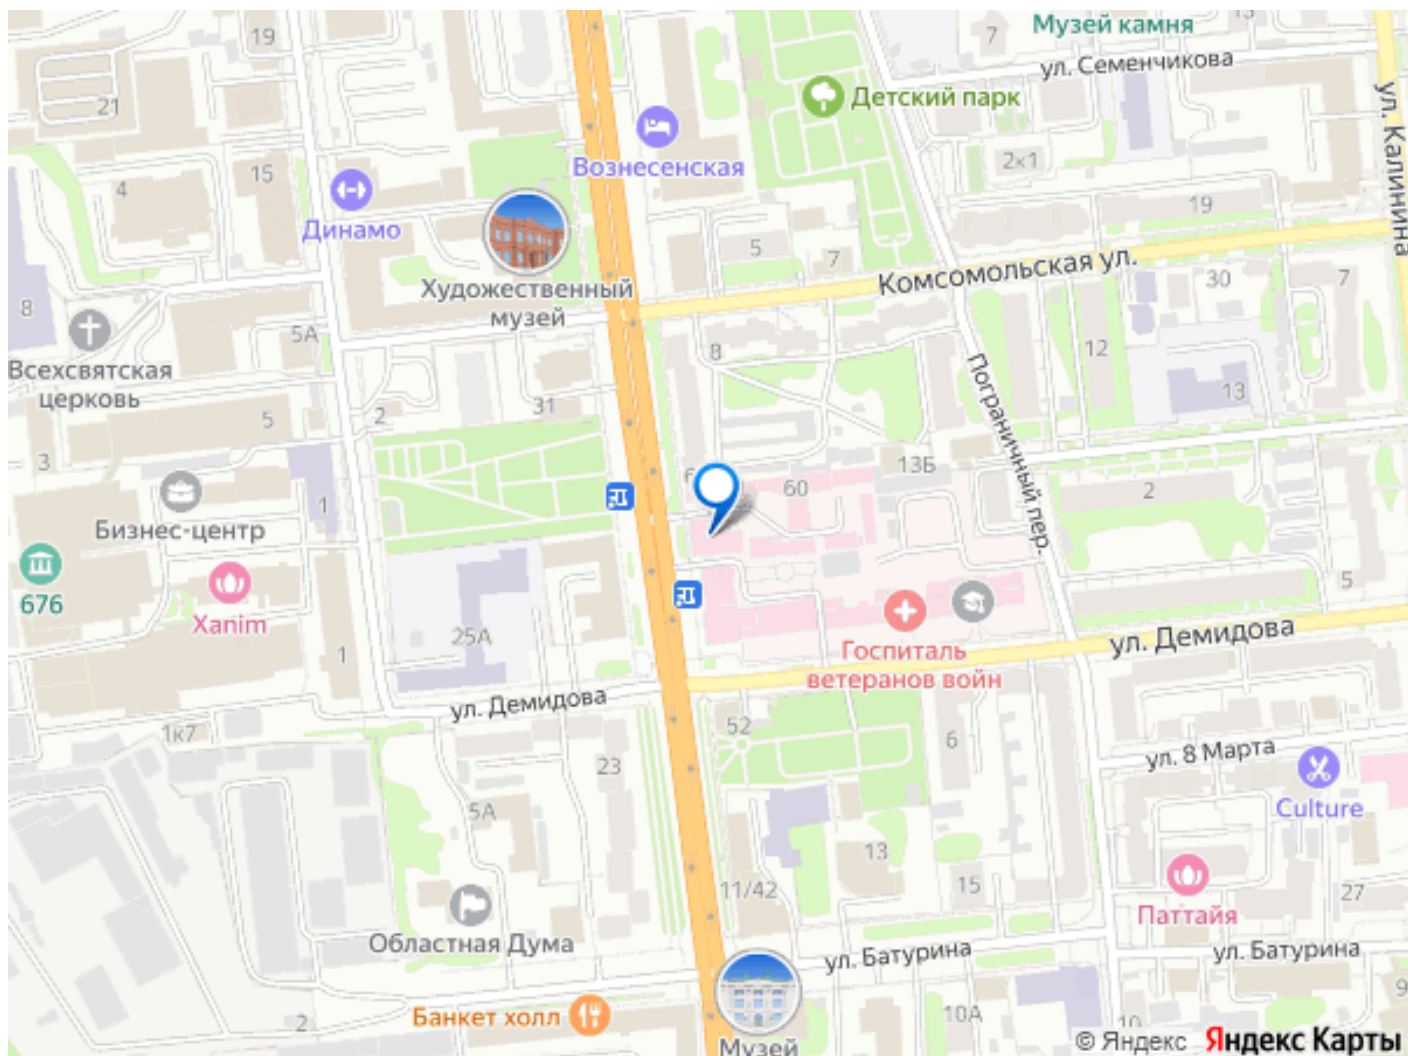 19
7
Музей камня
ул. Семенчикова
21
Детский парк
ул. Калинина
Вознесенская
15
2к1
4
Динамо
19
5
7
Комсомольская ул.
30
7
Художественный
музей
8
5А
Всехсвятская
церковь
8
12
Пограничный пер.
13
2
31
5
3
13Б
60
2
1
Бизнес-центр
676
Xanim
5
25А
1
Госпиталь
ветеранов войн
ул. Демидова
ул. Демидова
1к7
52
6
ул. 8 Марта
23
Culture
5А
13
11/42
15
27
Паттайя
Областная Дума
ул. Батурина
ул. Батурина
9
2
Банкет холл
Музей
10А
10
© Яндекс Яндекс Карты